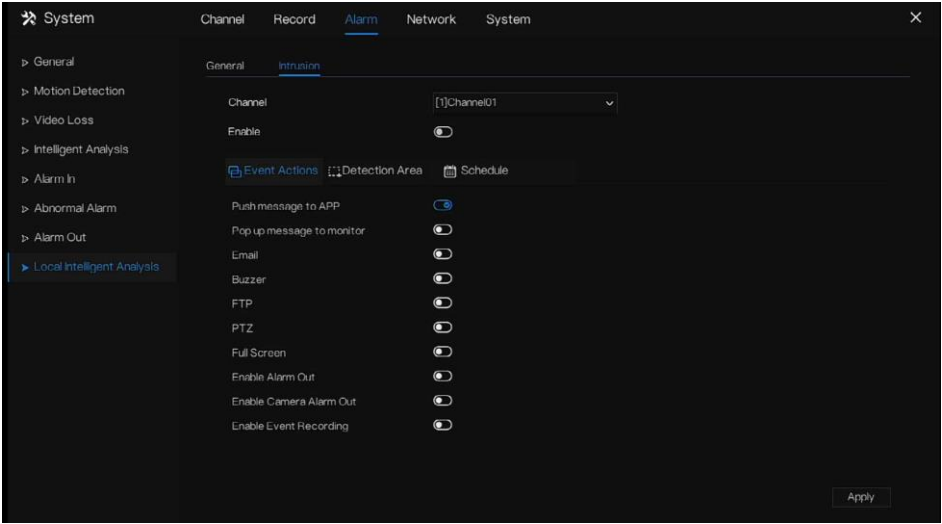 System Channel Record Alarm Network System
General
Motion Detection
Video Loss
Intelligent Analysis
Alarm In
Abnormal Alarm
Alarm Out
Local Intelligent Analysis
General Intrusion
Channel [1]Channel01
Enable
Event Actions Detection Area Schedule
Push message to APP
Pop up message to monitor
Email
Buzzer
FTP
PTZ
Full Screen
Enable Alarm Out
Enable Camera Alarm Out
Enable Event Recording
Apply